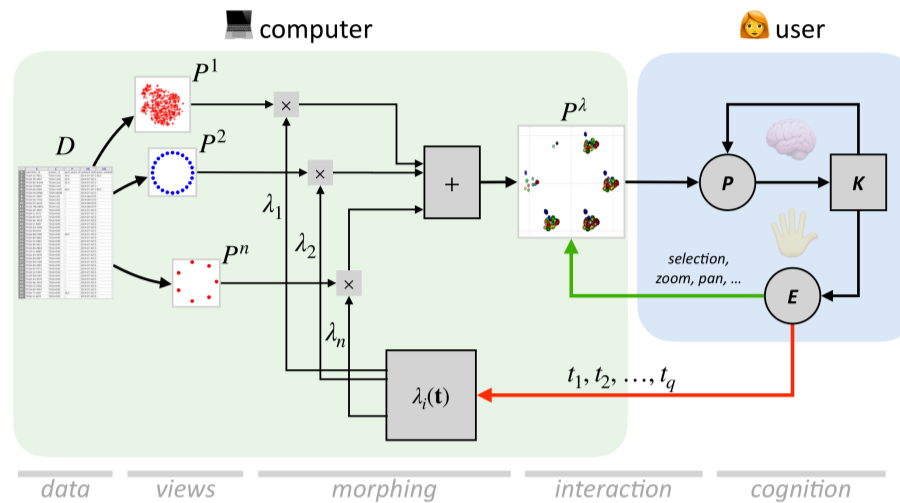 computer
user
P¹
D
P²
Pⁿ
×
×
×
λ₁
λ₂
λₙ
+
P^λ
P
K
selection,
zoom, pan, ...
E
λᵢ(t)
t₁, t₂, …, t_q
data
views
morphing
interaction
cognition